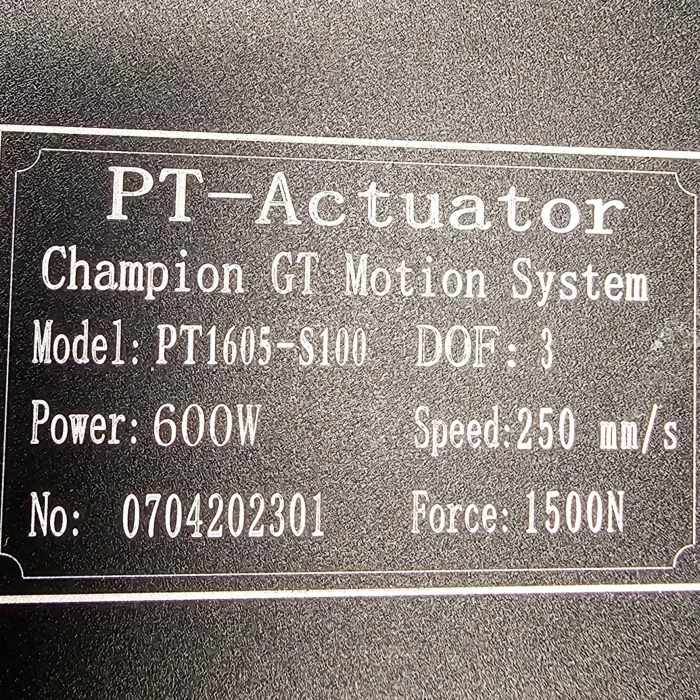 PT-Actuator
Champion GT Motion System
Model: PT1605-S100 DOF: 3
Power: 600W Speed:250 mm/s
No: 0704202301 Force: 1500N